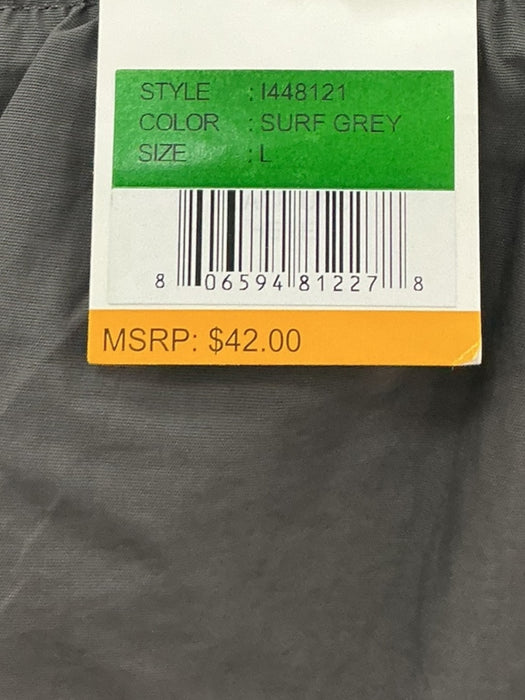 STYLE : I448121
COLOR : SURF GREY
SIZE : L
8 06594 81227 8
MSRP: $42.00